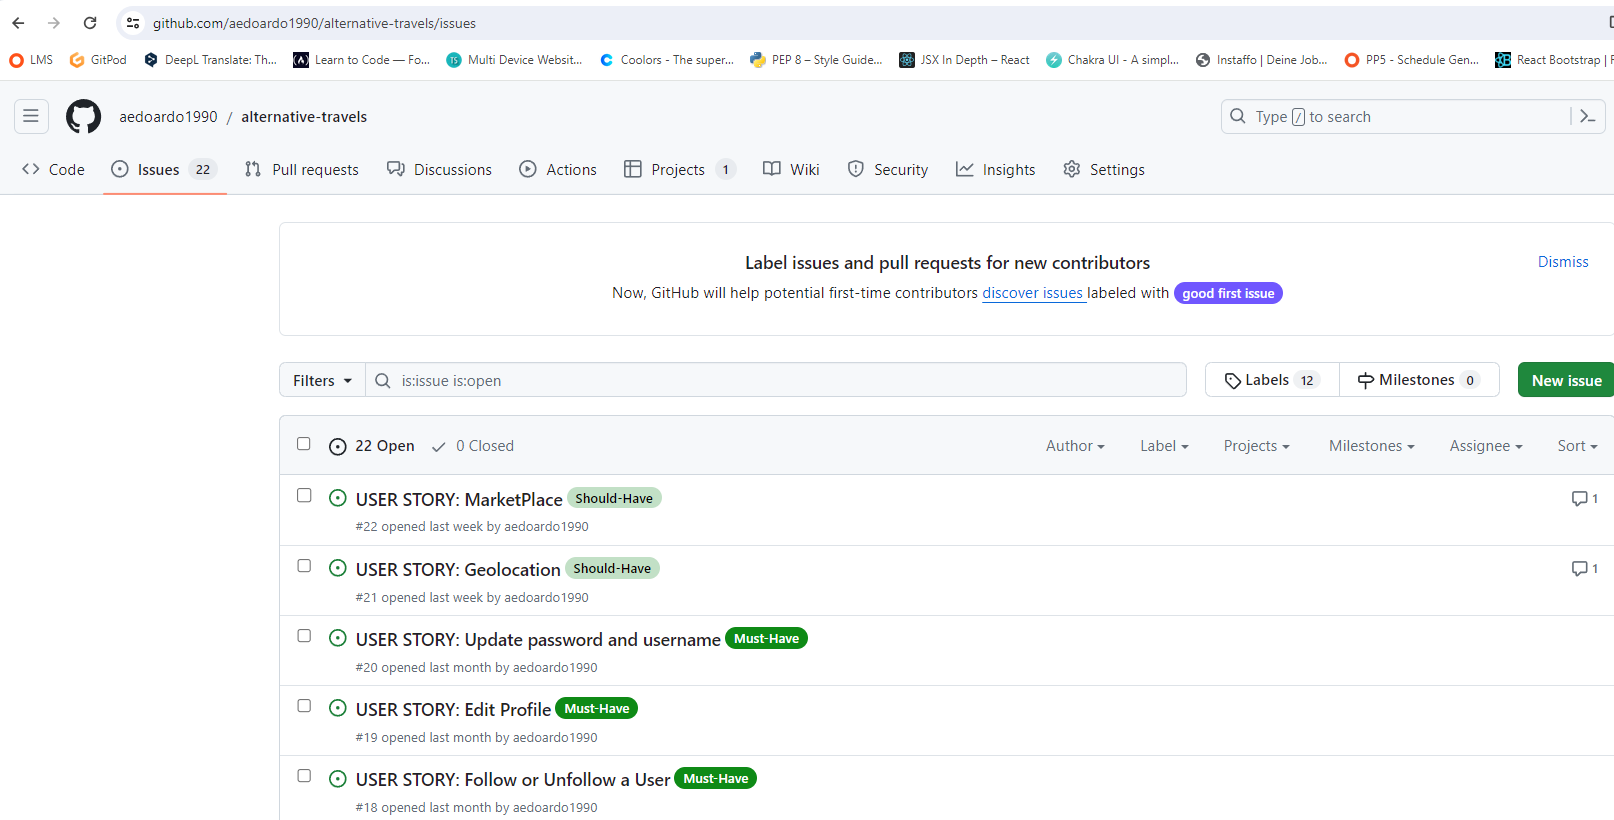 github.com/aedoardo1990/alternative-travels/issues
LMS GitPod DeepL Translate: Th... Learn to Code — Fo... Multi Device Websit... Coolors - The super... PEP 8 – Style Guide... JSX In Depth – React Chakra UI - A simpl... Instaffo | Deine Job... PP5 - Schedule Gen... React Bootstrap | F
aedoardo1990 / alternative-travels Type / to search
Code Issues 22 Pull requests Discussions Actions Projects 1 Wiki Security Insights Settings
Label issues and pull requests for new contributors Dismiss
Now, GitHub will help potential first-time contributors discover issues labeled with good first issue
Filters is:issue is:open Labels 12 Milestones 0 New issue
22 Open 0 Closed Author Label Projects Milestones Assignee Sort
USER STORY: MarketPlace Should-Have 1
#22 opened last week by aedoardo1990
USER STORY: Geolocation Should-Have 1
#21 opened last week by aedoardo1990
USER STORY: Update password and username Must-Have
#20 opened last month by aedoardo1990
USER STORY: Edit Profile Must-Have
#19 opened last month by aedoardo1990
USER STORY: Follow or Unfollow a User Must-Have
#18 opened last month by aedoardo1990